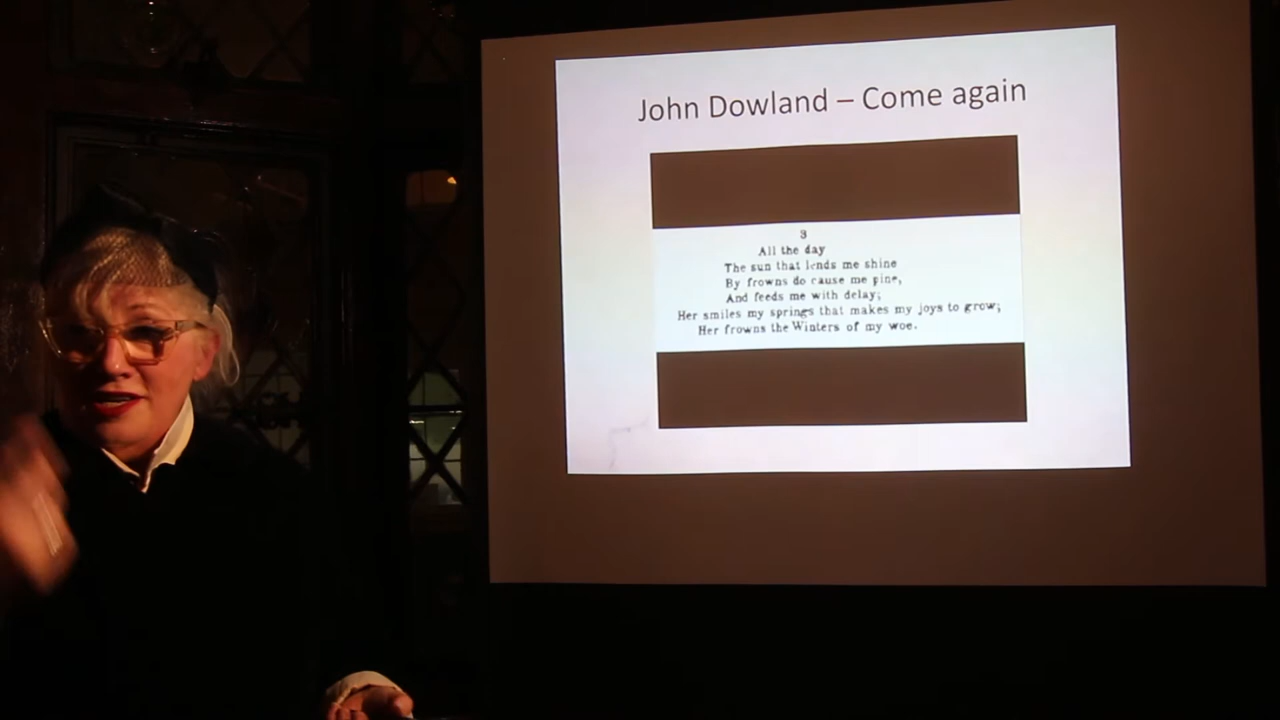 John Dowland – Come again
3
All the day
The sun that lends me shine
By frowns do cause me pine,
And feeds me with delay;
Her smiles my springs that makes my joys to grow;
Her frowns the Winters of my woe.